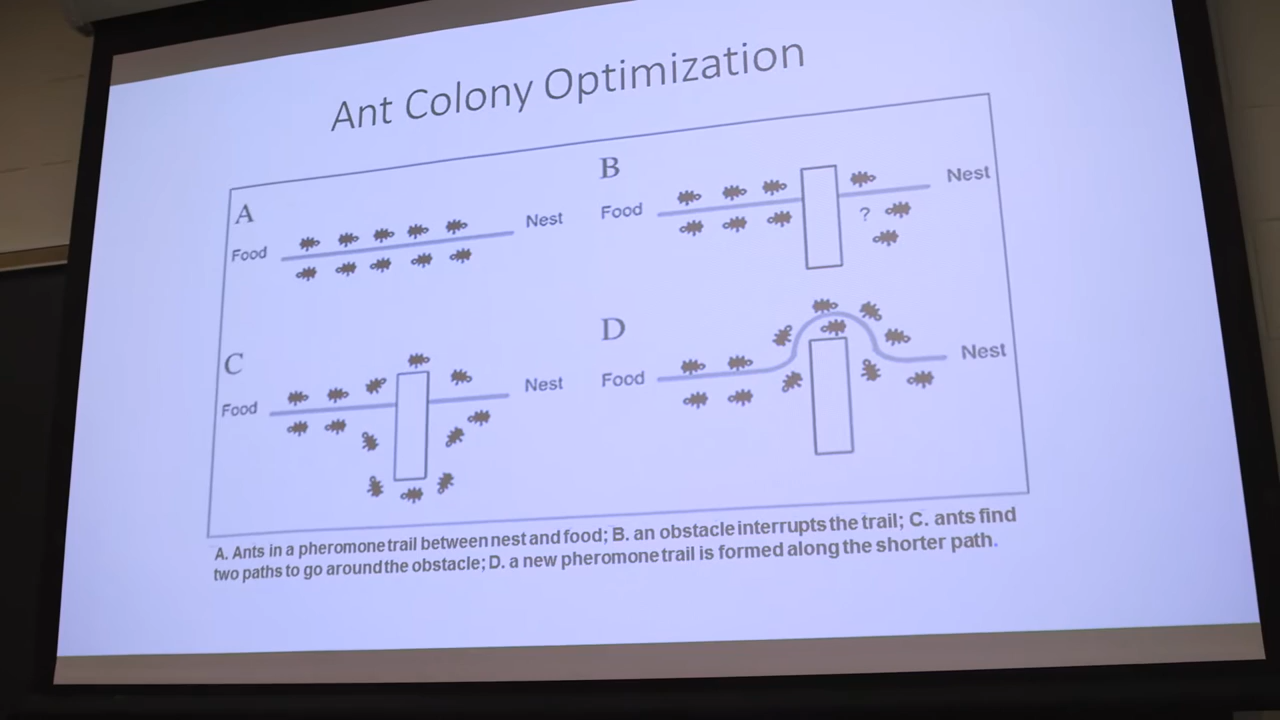 Ant Colony Optimization
A
Food
Nest
B
Food
?
Nest
C
Food
Nest
D
Food
Nest
A. Ants in a pheromone trail between nest and food; B. an obstacle interrupts the trail; C. ants find
two paths to go around the obstacle; D. a new pheromone trail is formed along the shorter path.